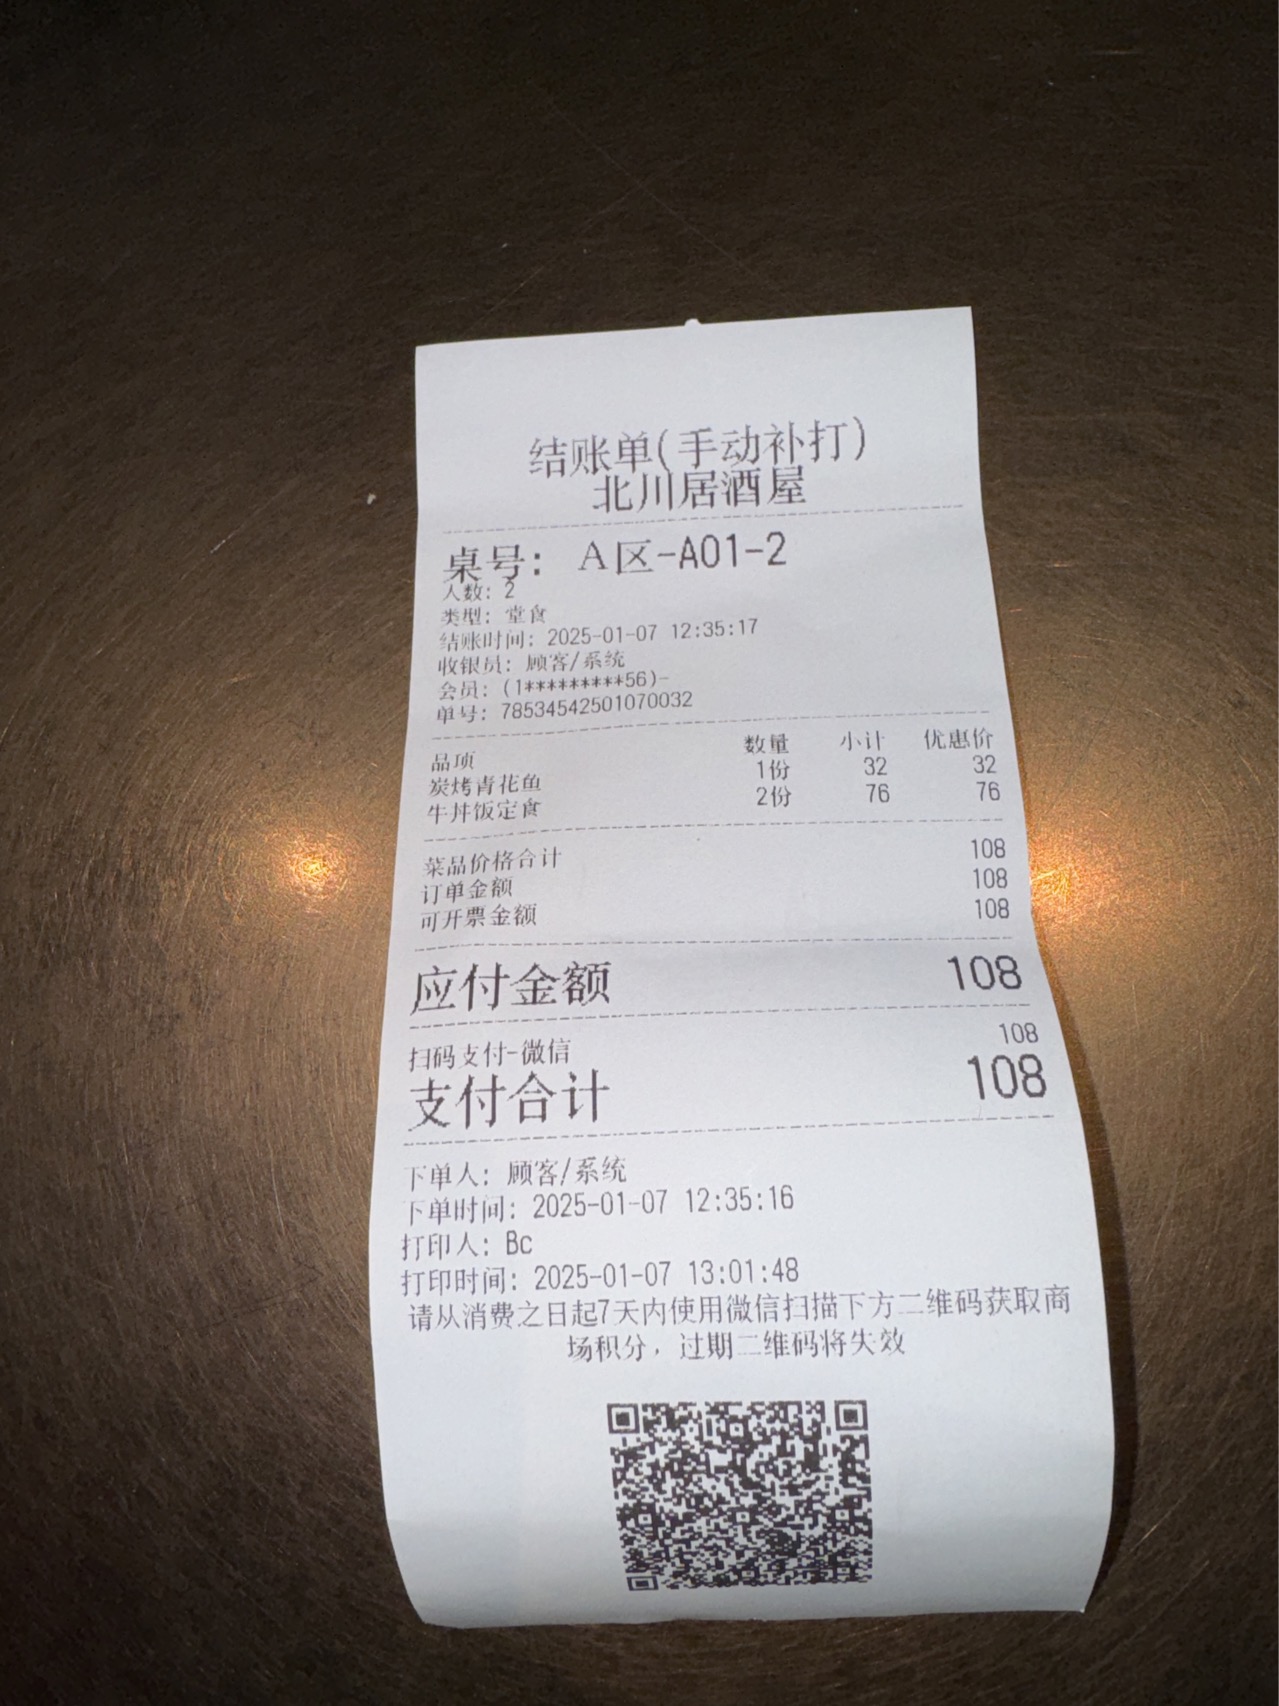 结账单(手动补打)
北川居酒屋
桌号: A区-A01-2
人数: 2
类型: 堂食
结账时间: 2025-01-07 12:35:17
收银员: 顾客/系统
会员: (1*********56)-
单号: 78534542501070032
品项 数量 小计 优惠价
炭烤青花鱼 1份 32 32
牛丼饭定食 2份 76 76
菜品价格合计 108
订单金额 108
可开票金额 108
应付金额 108
扫码支付-微信 108
支付合计 108
下单人: 顾客/系统
下单时间: 2025-01-07 12:35:16
打印人: Bc
打印时间: 2025-01-07 13:01:48
请从消费之日起7天内使用微信扫描下方二维码获取商
场积分，过期二维码将失效